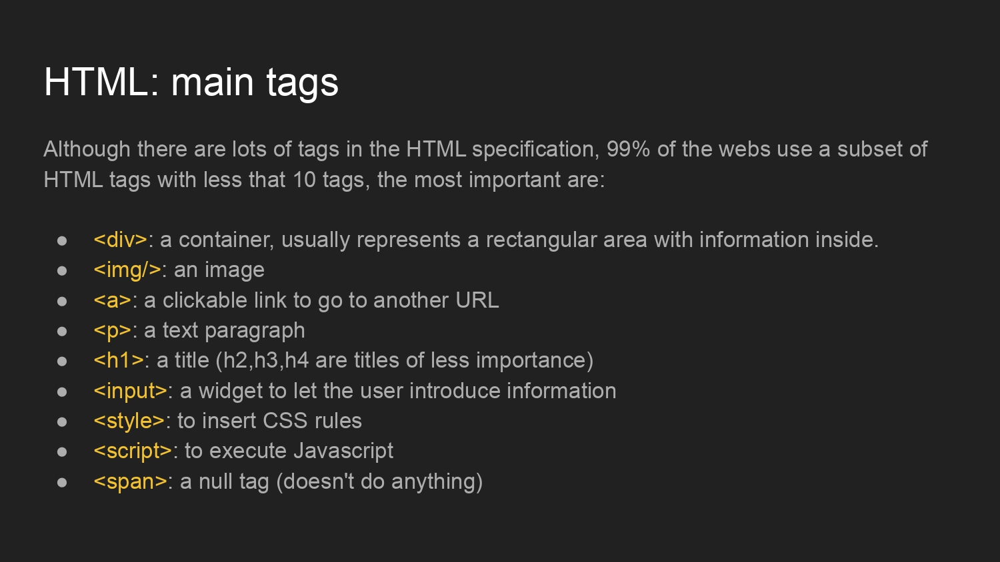 HTML: main tags
Although there are lots of tags in the HTML specification, 99% of the webs use a subset of
HTML tags with less that 10 tags, the most important are:
● <div>: a container, usually represents a rectangular area with information inside.
● <img/>: an image
● <a>: a clickable link to go to another URL
● <p>: a text paragraph
● <h1>: a title (h2,h3,h4 are titles of less importance)
● <input>: a widget to let the user introduce information
● <style>: to insert CSS rules
● <script>: to execute Javascript
● <span>: a null tag (doesn't do anything)